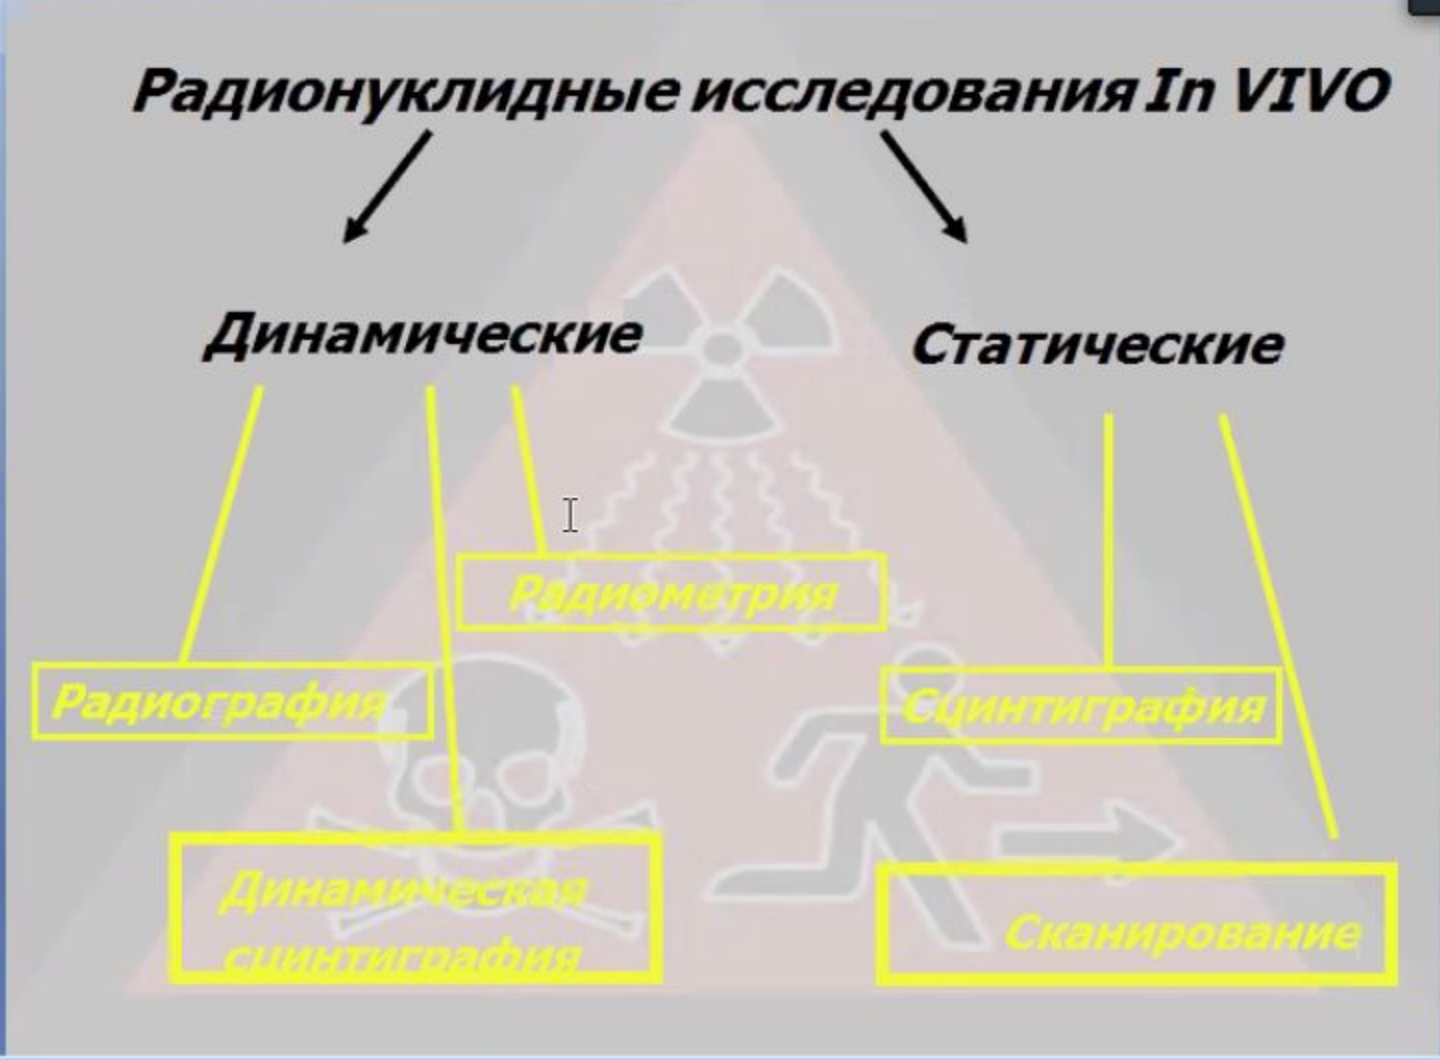 Радионуклидные исследования In VIVO
Динамические
Статические
Радиометрия
Радиография
Сцинтиграфия
Динамическая
сцинтиграфия
Сканирование